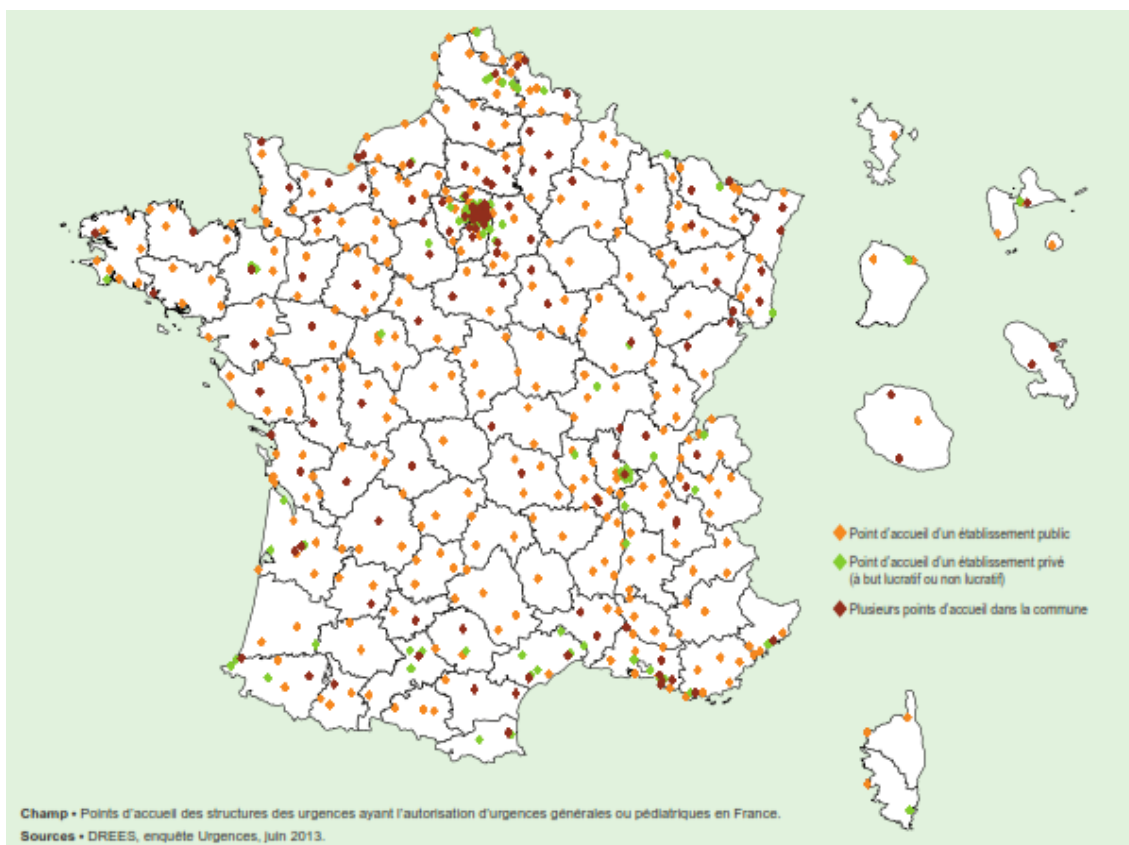 Point d'accueil d'un établissement public
Point d'accueil d'un établissement privé
(à but lucratif ou non lucratif)
Plusieurs points d'accueil dans la commune
Champ • Points d'accueil des structures des urgences ayant l'autorisation d'urgences générales ou pédiatriques en France.
Sources • DREES, enquête Urgences, juin 2013.